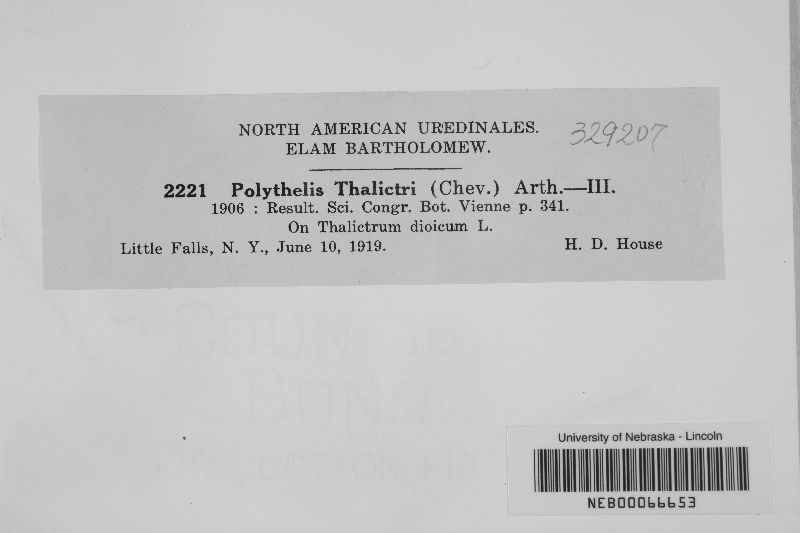 NORTH AMERICAN UREDINALES.
ELAM BARTHOLOMEW.
329207
2221 Polythelis Thalictri (Chev.) Arth.—III.
1906 : Result. Sci. Congr. Bot. Vienne p. 341.
On Thalictrum dioicum L.
Little Falls, N. Y., June 10, 1919. H. D. House
University of Nebraska - Lincoln
NEB00066653